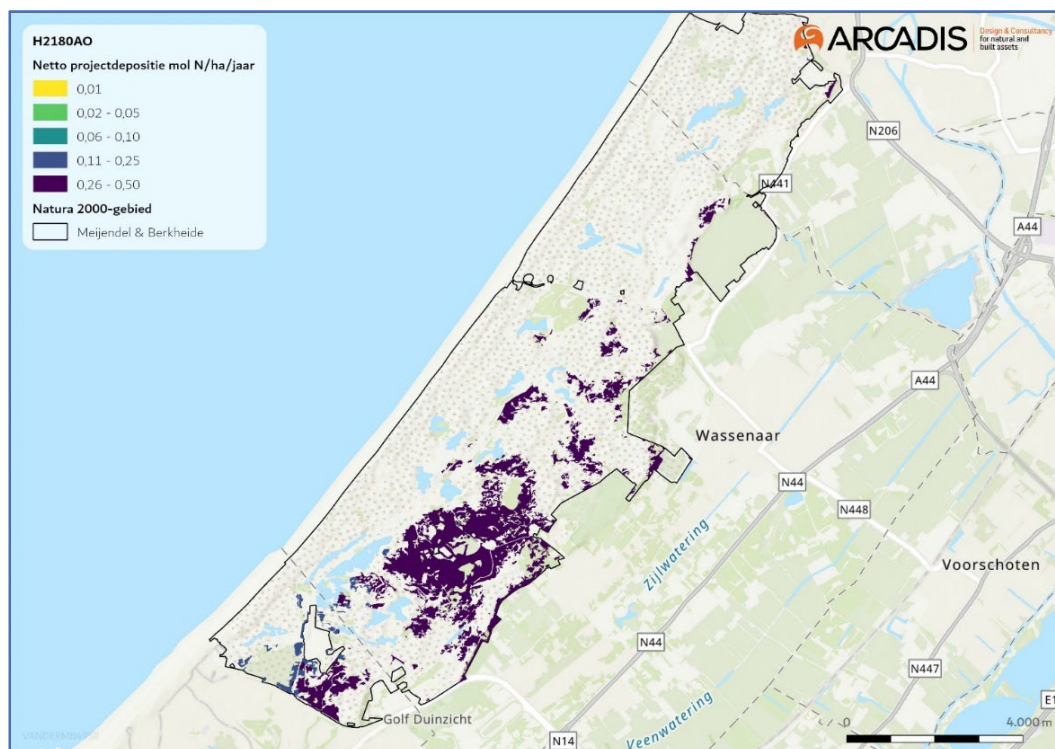 H2180AO
Netto projectdepositie mol N/ha/jaar
0,01
0,02 - 0,05
0,06 - 0,10
0,11 - 0,25
0,26 - 0,50
Natura 2000-gebied
Meijendel & Berkheide
ARCADIS
Design & Consultancy
for natural and
built assets
N206
N441
A44
A44
Wassenaar
N44
N448
Zijlwatering
Voorschoten
N44
N447
Veenwatering
Golf Duinzicht
N14
E1
0
4.000 m